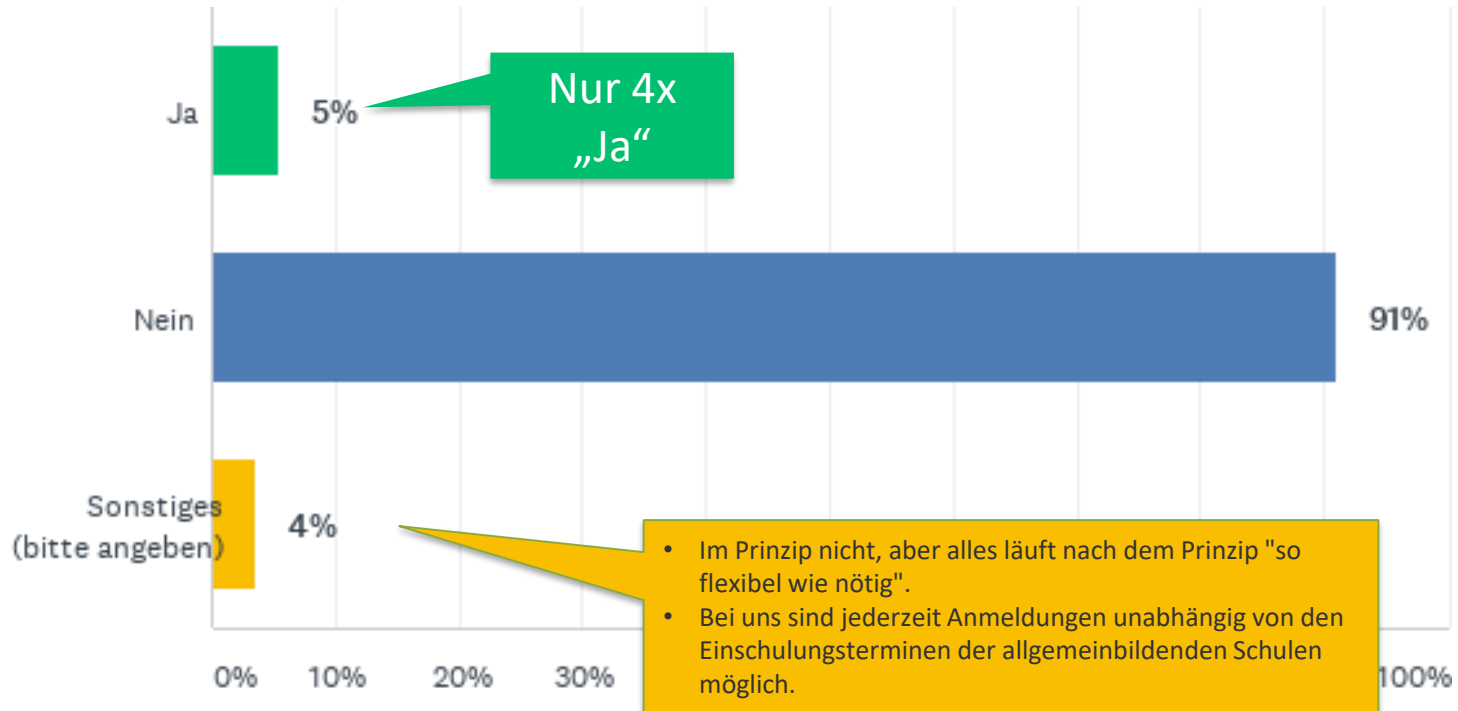 Ja
5%
Nur 4x
„Ja“
Nein
91%
Sonstiges
(bitte angeben)
4%
• Im Prinzip nicht, aber alles läuft nach dem Prinzip "so
flexibel wie nötig".
• Bei uns sind jederzeit Anmeldungen unabhängig von den
Einschulungsterminen der allgemeinbildenden Schulen
möglich.
0% 10% 20% 30% 100%